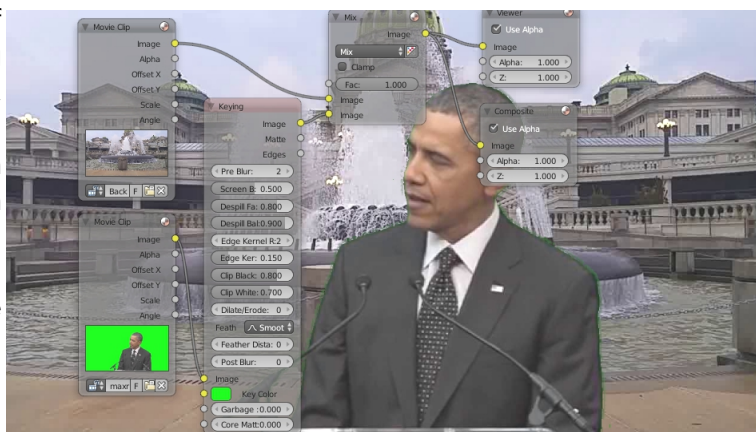 Movie Clip
Image
Alpha
Offset X
Offset Y
Scale
Angle
Back F
Movie Clip
Image
Alpha
Offset X
Offset Y
Scale
Angle
maxr F
Keying
Image
Matte
Edges
Pre Blur: 2
Screen B: 0.500
Despill Fa: 0.800
Despill Bal:0.900
Edge Kernel R:2
Edge Ker: 0.150
Clip Black: 0.800
Clip White: 0.700
Dilate/Erode: 0
Feath Smoot
Feather Dista: 0
Post Blur: 0
Image
Key Color
Garbage :0.000
Core Matt:0.000
Mix
Image
Mix
Clamp
Fac: 1.000
Image
Image
Viewer
Use Alpha
Image
Alpha: 1.000
Z: 1.000
Composite
Use Alpha
Image
Alpha: 1.000
Z: 1.000